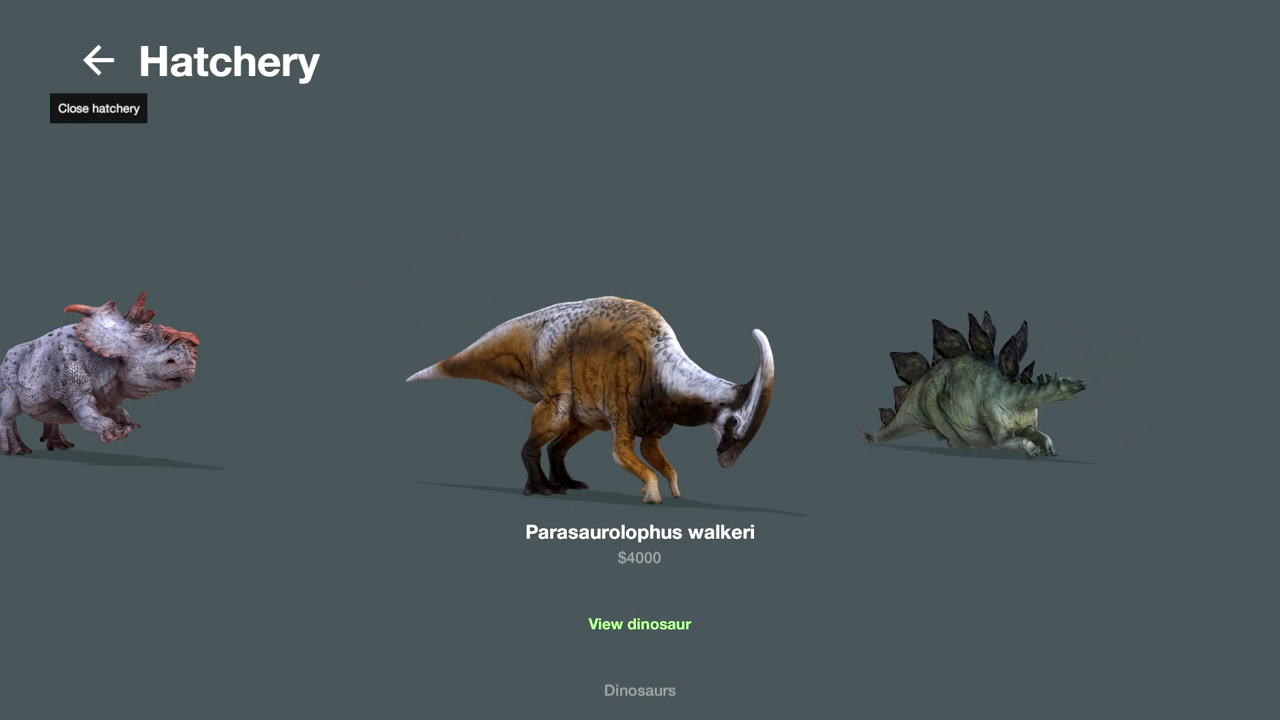 Hatchery
Close hatchery
Parasaurolophus walkeri
$4000
View dinosaur
Dinosaurs